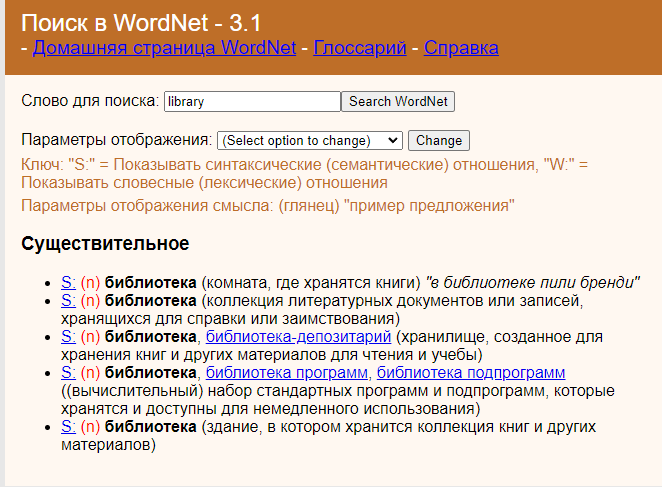 Поиск в WordNet - 3.1
- Домашняя страница WordNet - Глоссарий - Справка
Слово для поиска: library Search WordNet
Параметры отображения: (Select option to change) Change
Ключ: "S:" = Показывать синтаксические (семантические) отношения, "W:" =
Показывать словесные (лексические) отношения
Параметры отображения смысла: (глянец) "пример предложения"
Существительное
• S: (n) библиотека (комната, где хранятся книги) "в библиотеке пили бренди"
• S: (n) библиотека (коллекция литературных документов или записей,
хранящихся для справки или заимствования)
• S: (n) библиотека, библиотека-депозитарий (хранилище, созданное для
хранения книг и других материалов для чтения и учебы)
• S: (n) библиотека, библиотека программ, библиотека подпрограмм
((вычислительный) набор стандартных программ и подпрограмм, которые
хранятся и доступны для немедленного использования)
• S: (n) библиотека (здание, в котором хранится коллекция книг и других
материалов)